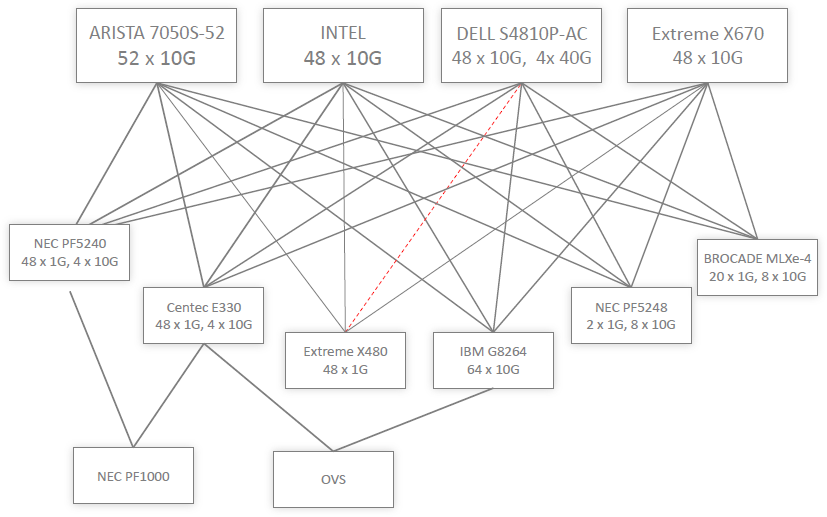 ARISTA 7050S-52
52 x 10G
INTEL
48 x 10G
DELL S4810P-AC
48 x 10G, 4x 40G
Extreme X670
48 x 10G
NEC PF5240
48 x 1G, 4 x 10G
BROCADE MLXe-4
20 x 1G, 8 x 10G
Centec E330
48 x 1G, 4 x 10G
NEC PF5248
2 x 1G, 8 x 10G
Extreme X480
48 x 1G
IBM G8264
64 x 10G
NEC PF1000
OVS